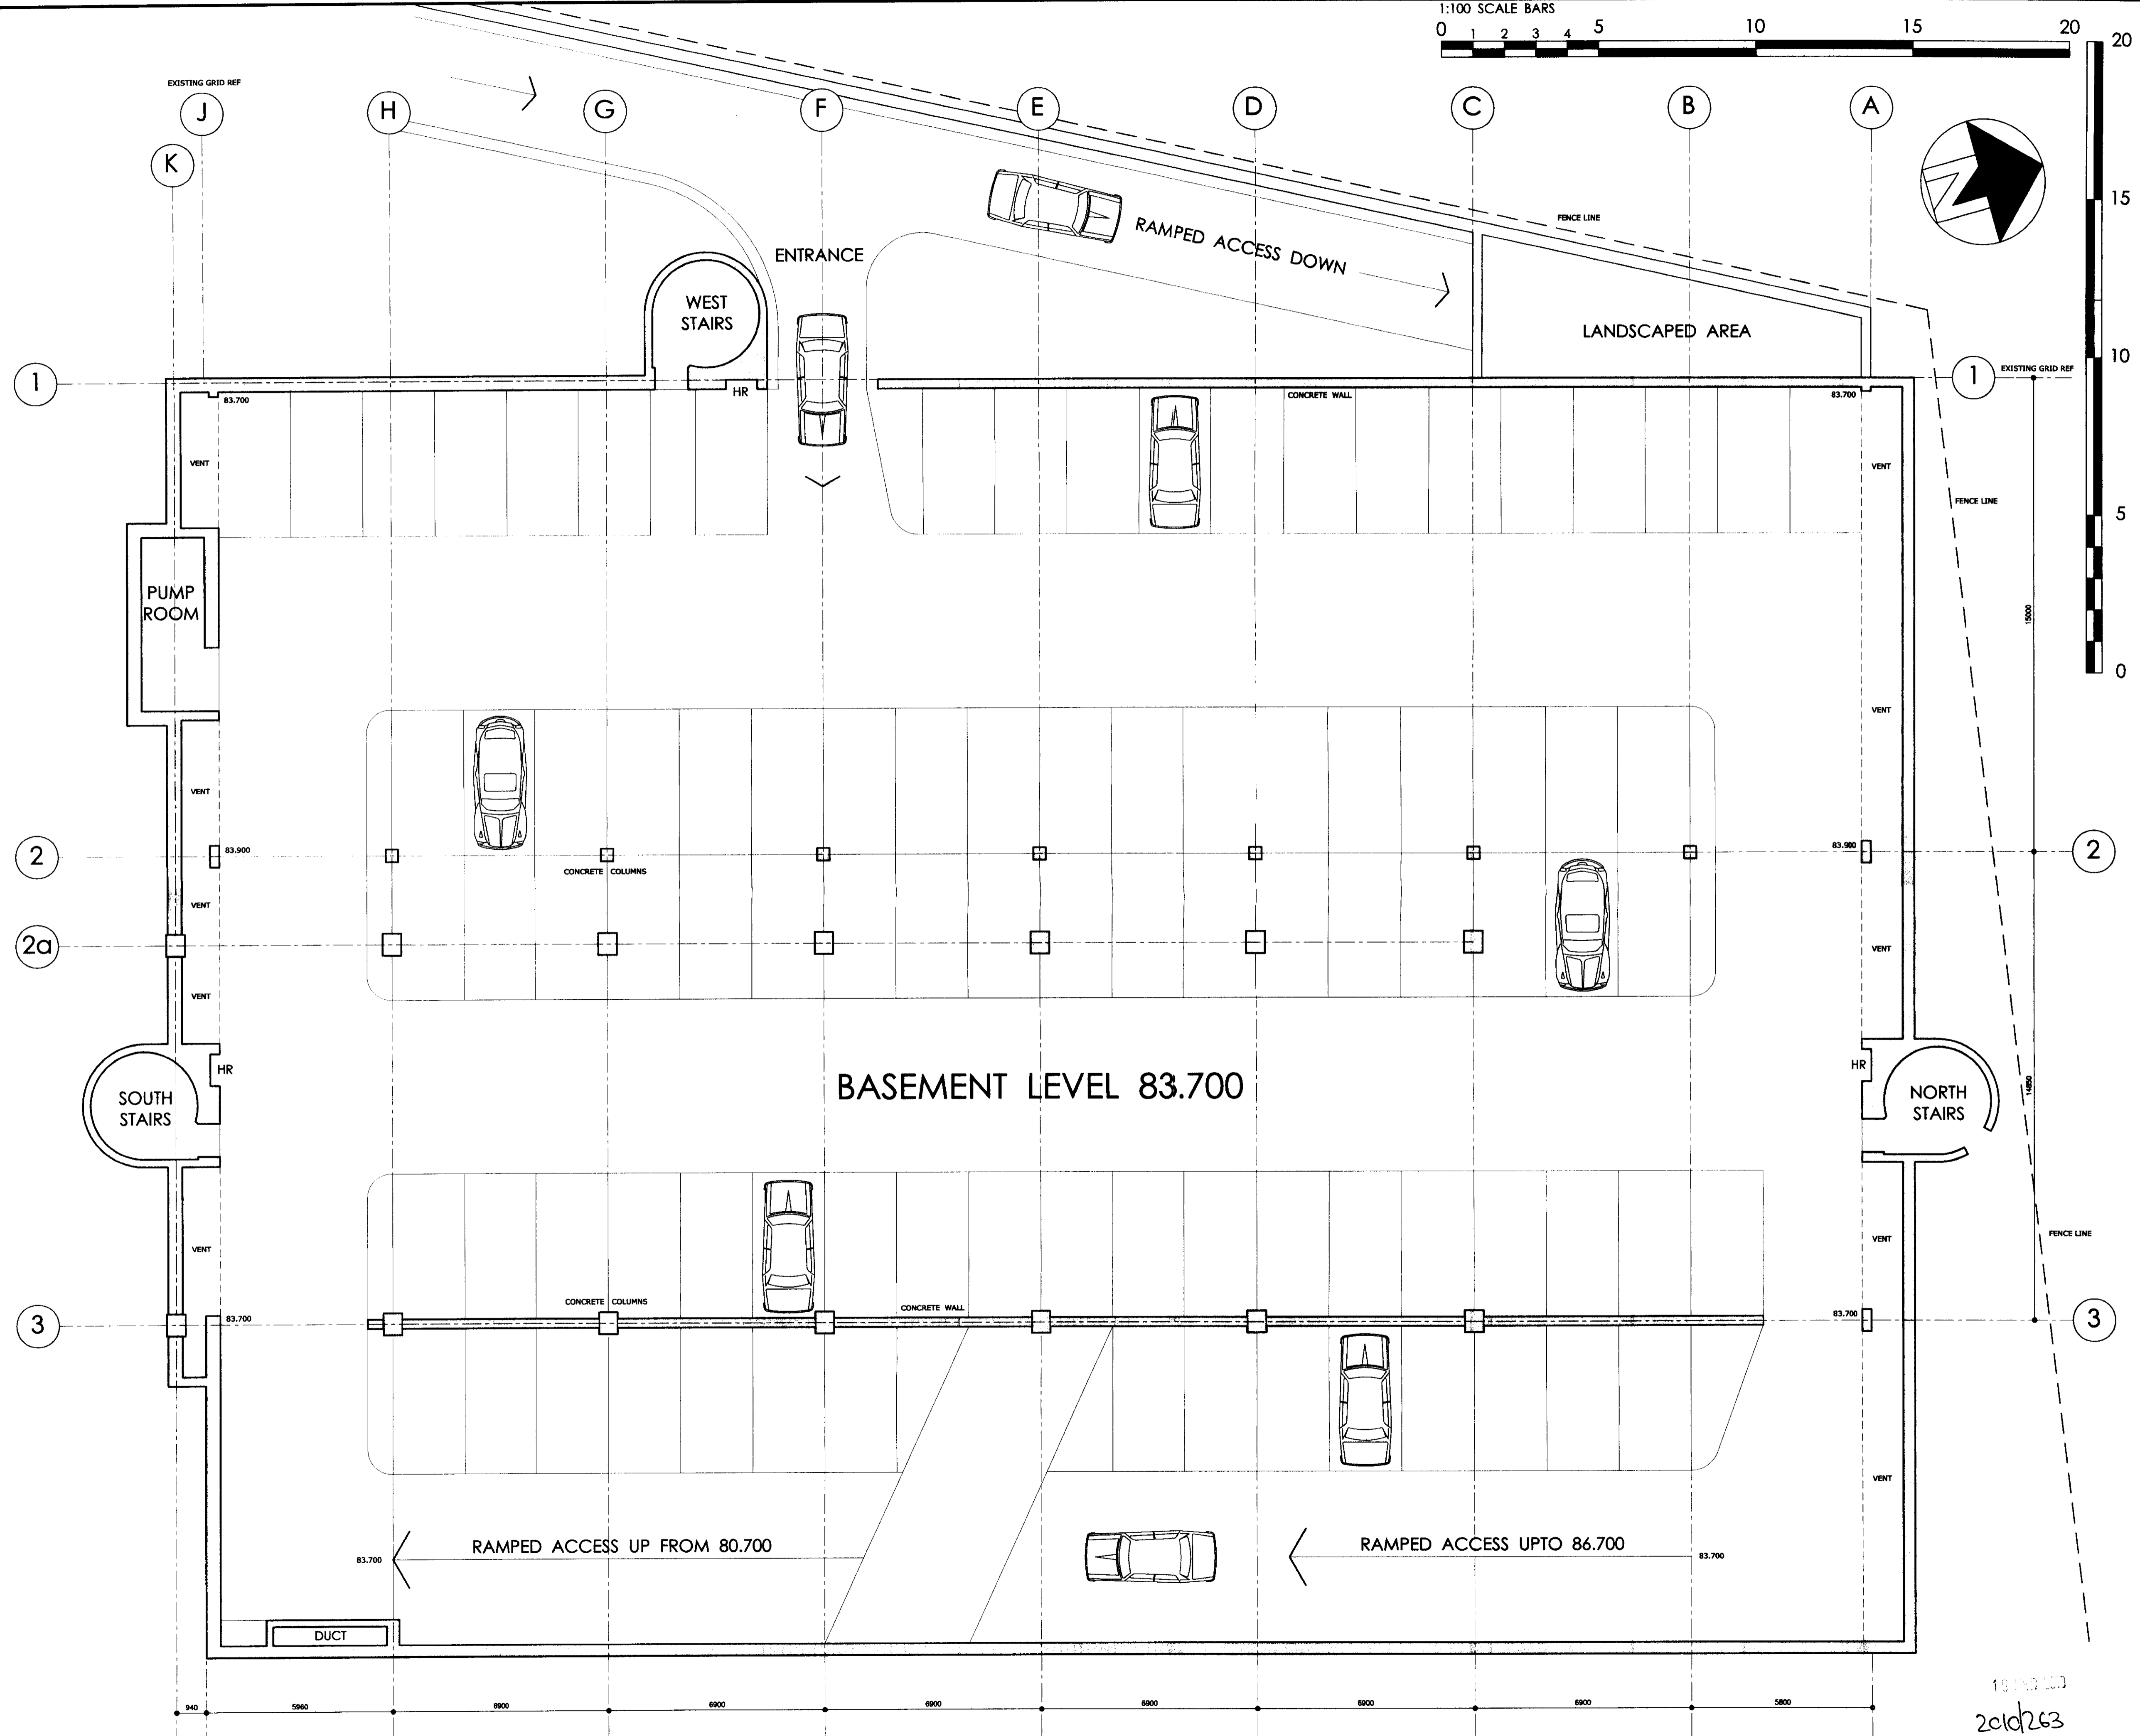 1:100 SCALE BARS
0 1 2 3 4 5 10 15 20
20
15
10
5
0
EXISTING GRID REF
J H G F E D C B A
K
N
FENCE LINE
RAMPED ACCESS DOWN
ENTRANCE
WEST
STAIRS
LANDSCAPED AREA
1
1
EXISTING GRID REF
HR
83.700
CONCRETE WALL
83.700
VENT
VENT
FENCE LINE
PUMP
ROOM
15000
VENT
VENT
2
83.900
83.900
2
CONCRETE COLUMNS
VENT
2a
VENT
VENT
HR
HR
BASEMENT LEVEL 83.700
SOUTH
STAIRS
NORTH
STAIRS
14850
VENT
VENT
FENCE LINE
CONCRETE COLUMNS
CONCRETE WALL
3
83.700
83.700
3
VENT
RAMPED ACCESS UP FROM 80.700
RAMPED ACCESS UPTO 86.700
83.700
83.700
DUCT
940 5960 6900 6900 6900 6900 6900 6900 5800
2010/263